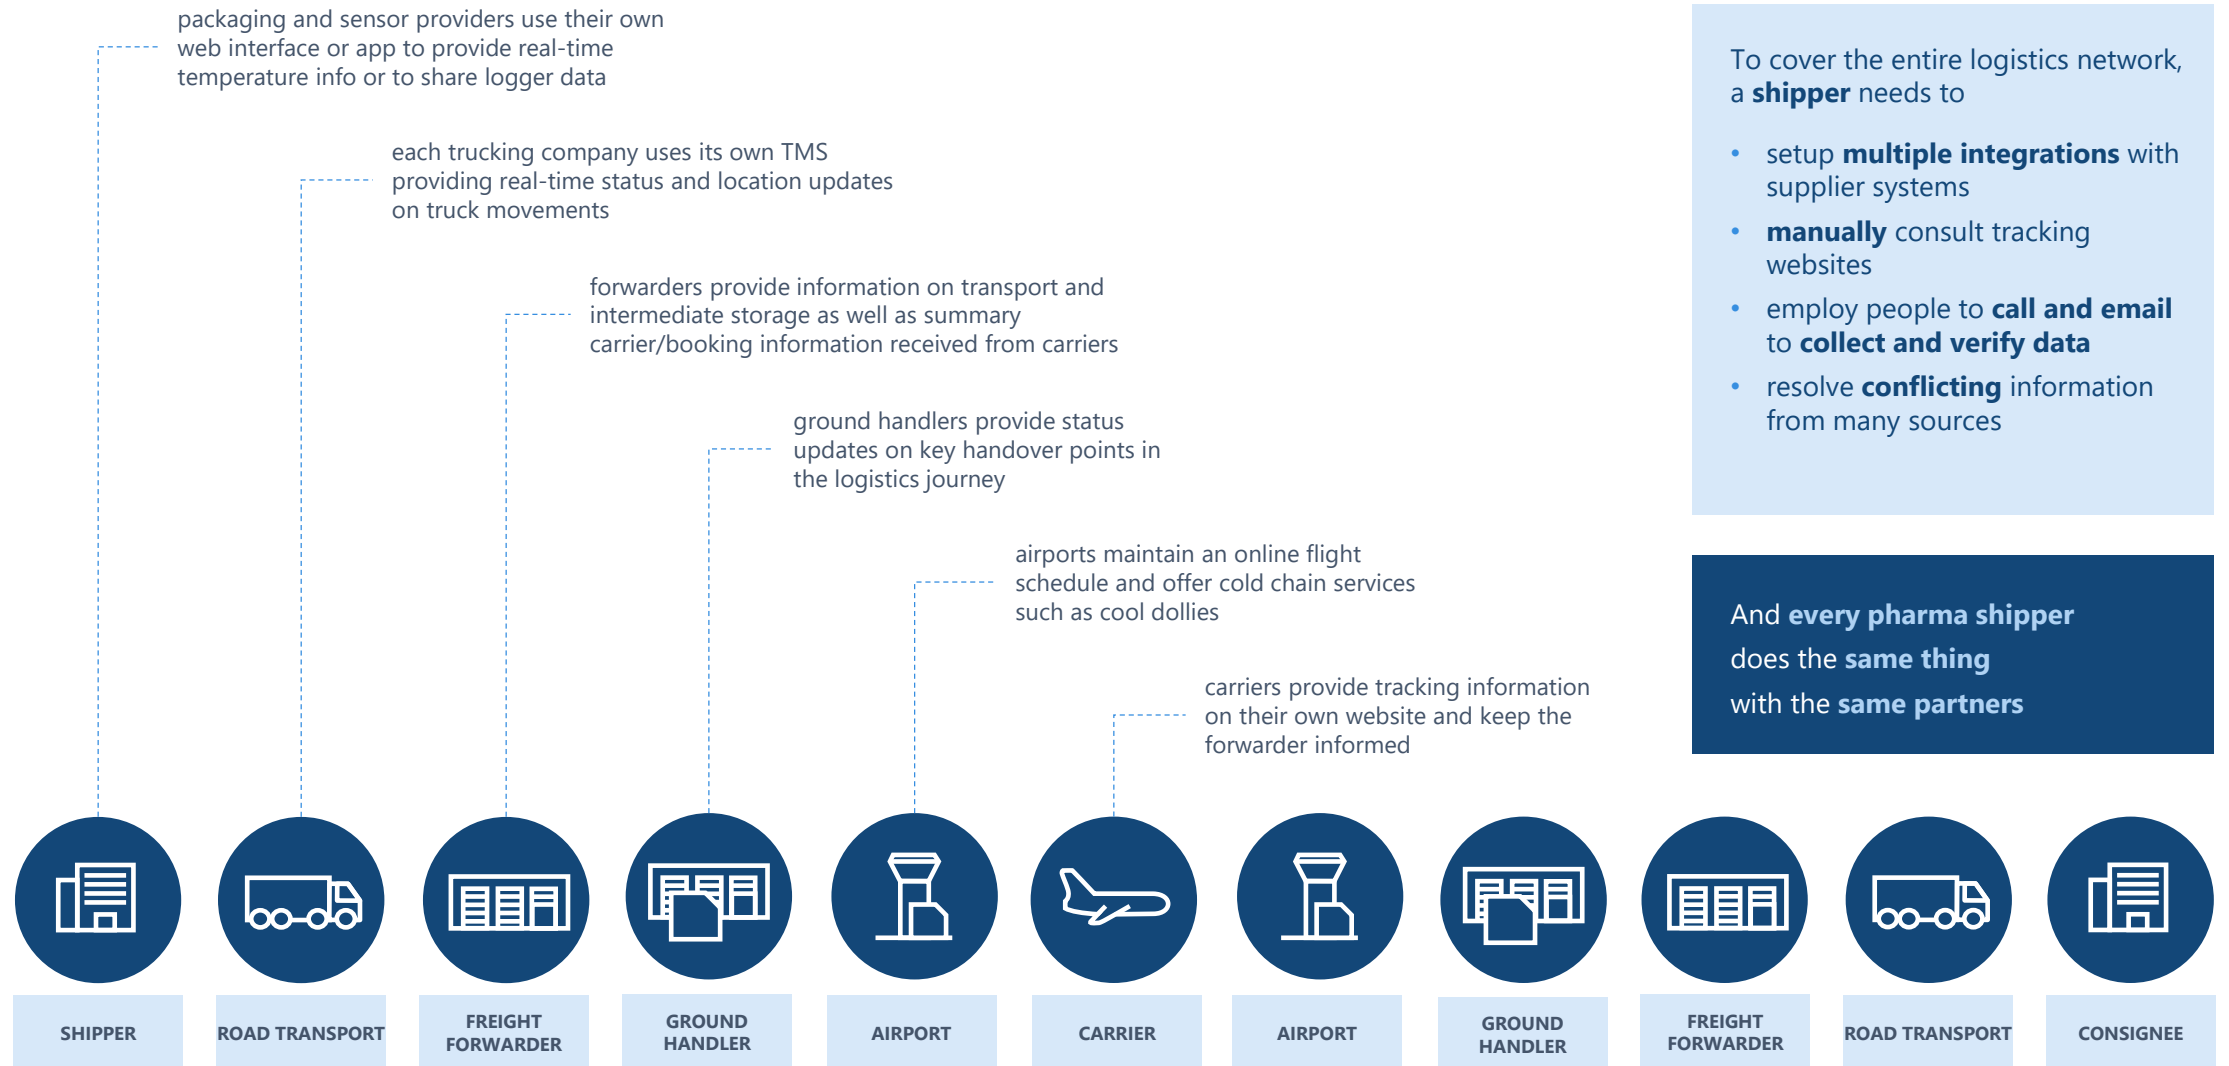 packaging and sensor providers use their own
web interface or app to provide real-time
temperature info or to share logger data
each trucking company uses its own TMS
providing real-time status and location updates
on truck movements
forwarders provide information on transport and
intermediate storage as well as summary
carrier/booking information received from carriers
ground handlers provide status
updates on key handover points in
the logistics journey
airports maintain an online flight
schedule and offer cold chain services
such as cool dollies
carriers provide tracking information
on their own website and keep the
forwarder informed
To cover the entire logistics network,
a shipper needs to
• setup multiple integrations with
supplier systems
• manually consult tracking
websites
• employ people to call and email
to collect and verify data
• resolve conflicting information
from many sources
And every pharma shipper
does the same thing
with the same partners
SHIPPER
ROAD TRANSPORT
FREIGHT
FORWARDER
GROUND
HANDLER
AIRPORT
CARRIER
AIRPORT
GROUND
HANDLER
FREIGHT
FORWARDER
ROAD TRANSPORT
CONSIGNEE